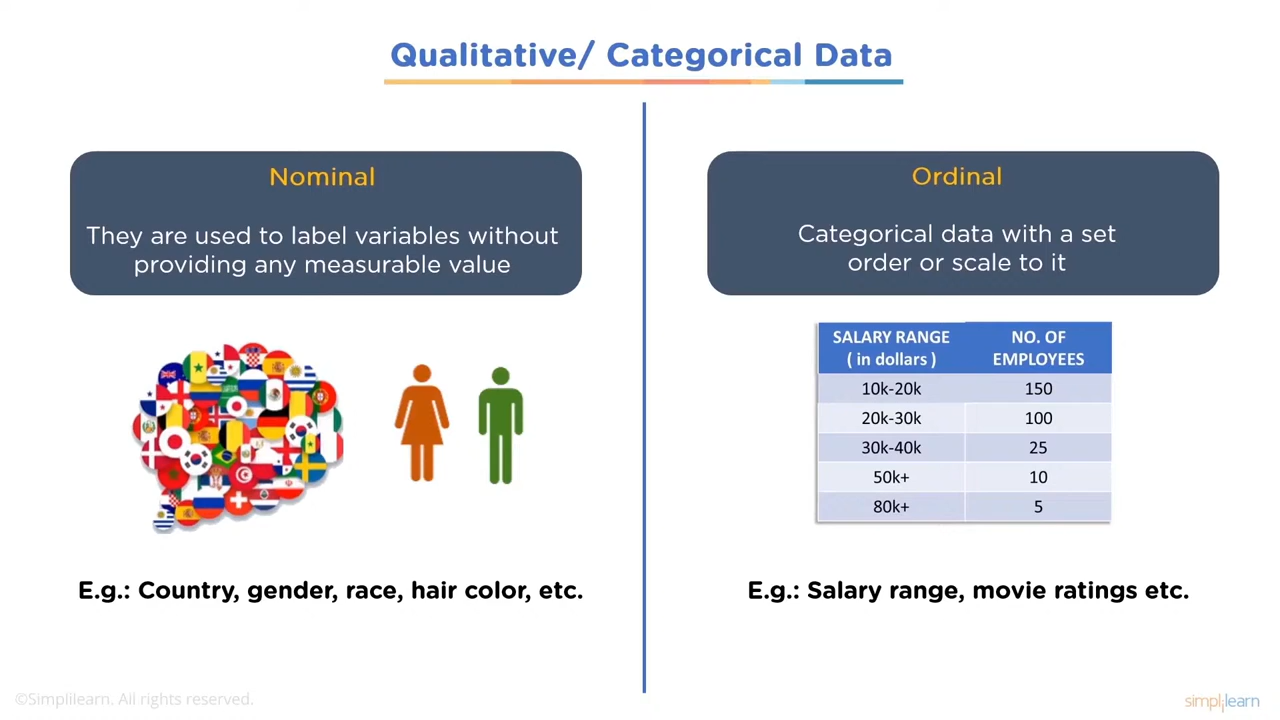 Qualitative/ Categorical Data
Nominal
They are used to label variables without
providing any measurable value
E.g.: Country, gender, race, hair color, etc.
Ordinal
Categorical data with a set
order or scale to it
SALARY RANGE
( in dollars )
NO. OF
EMPLOYEES
10k-20k 150
20k-30k 100
30k-40k 25
50k+ 10
80k+ 5
E.g.: Salary range, movie ratings etc.
©Simplilearn. All rights reserved.
simplilearn